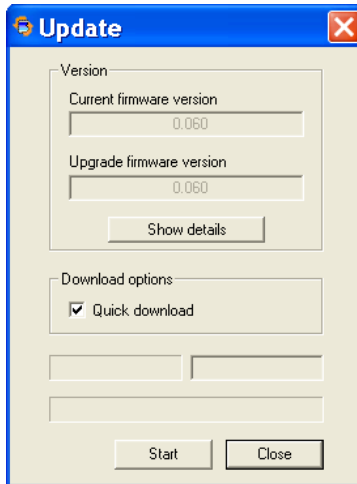 Update
Version
Current firmware version
0.060
Upgrade firmware version
0.060
Show details
Download options
Quick download
Start Close